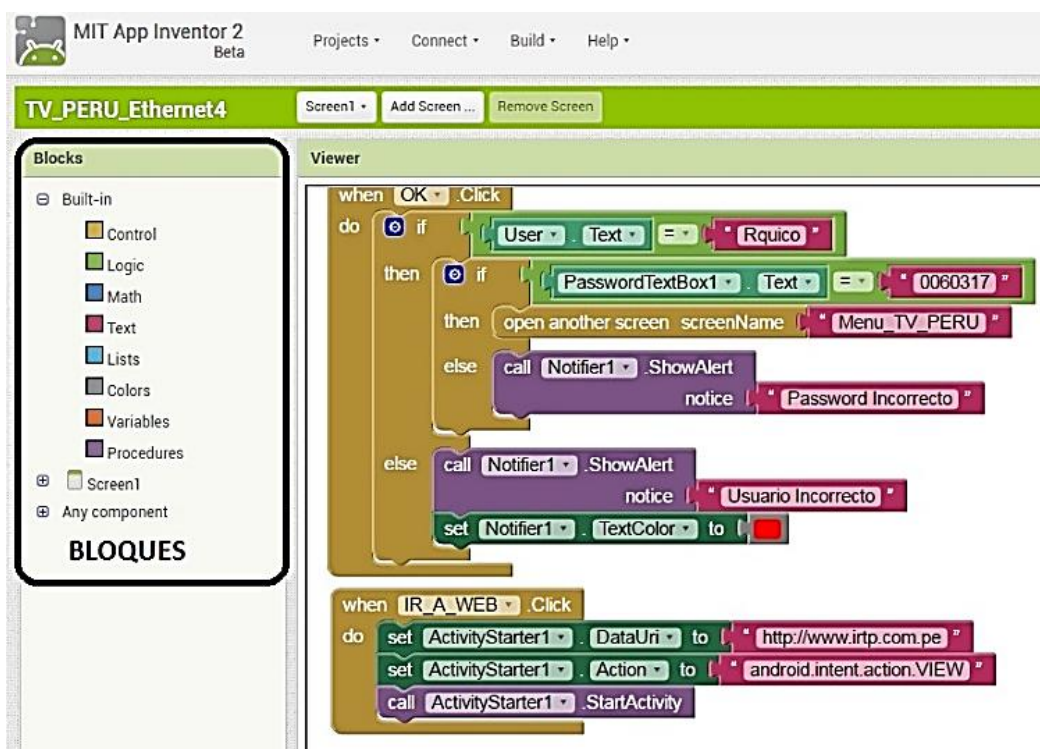 MIT App Inventor 2
Beta
Projects Connect Build Help
TV_PERU_Ethernet4
Screen1 Add Screen ... Remove Screen
Blocks
Built-in
Control
Logic
Math
Text
Lists
Colors
Variables
Procedures
Screen1
Any component
BLOQUES
Viewer
when OK .Click
do if User . Text = " Rquico "
then if PasswordTextBox1 . Text = " 0060317 "
then open another screen screenName " Menu_TV_PERU "
else call Notifier1 .ShowAlert
notice " Password Incorrecto "
else call Notifier1 .ShowAlert
notice " Usuario Incorrecto "
set Notifier1 . TextColor to
when IR_A_WEB .Click
do set ActivityStarter1 . DataUri to " http://www.irtp.com.pe "
set ActivityStarter1 . Action to " android.intent.action.VIEW "
call ActivityStarter1 .StartActivity